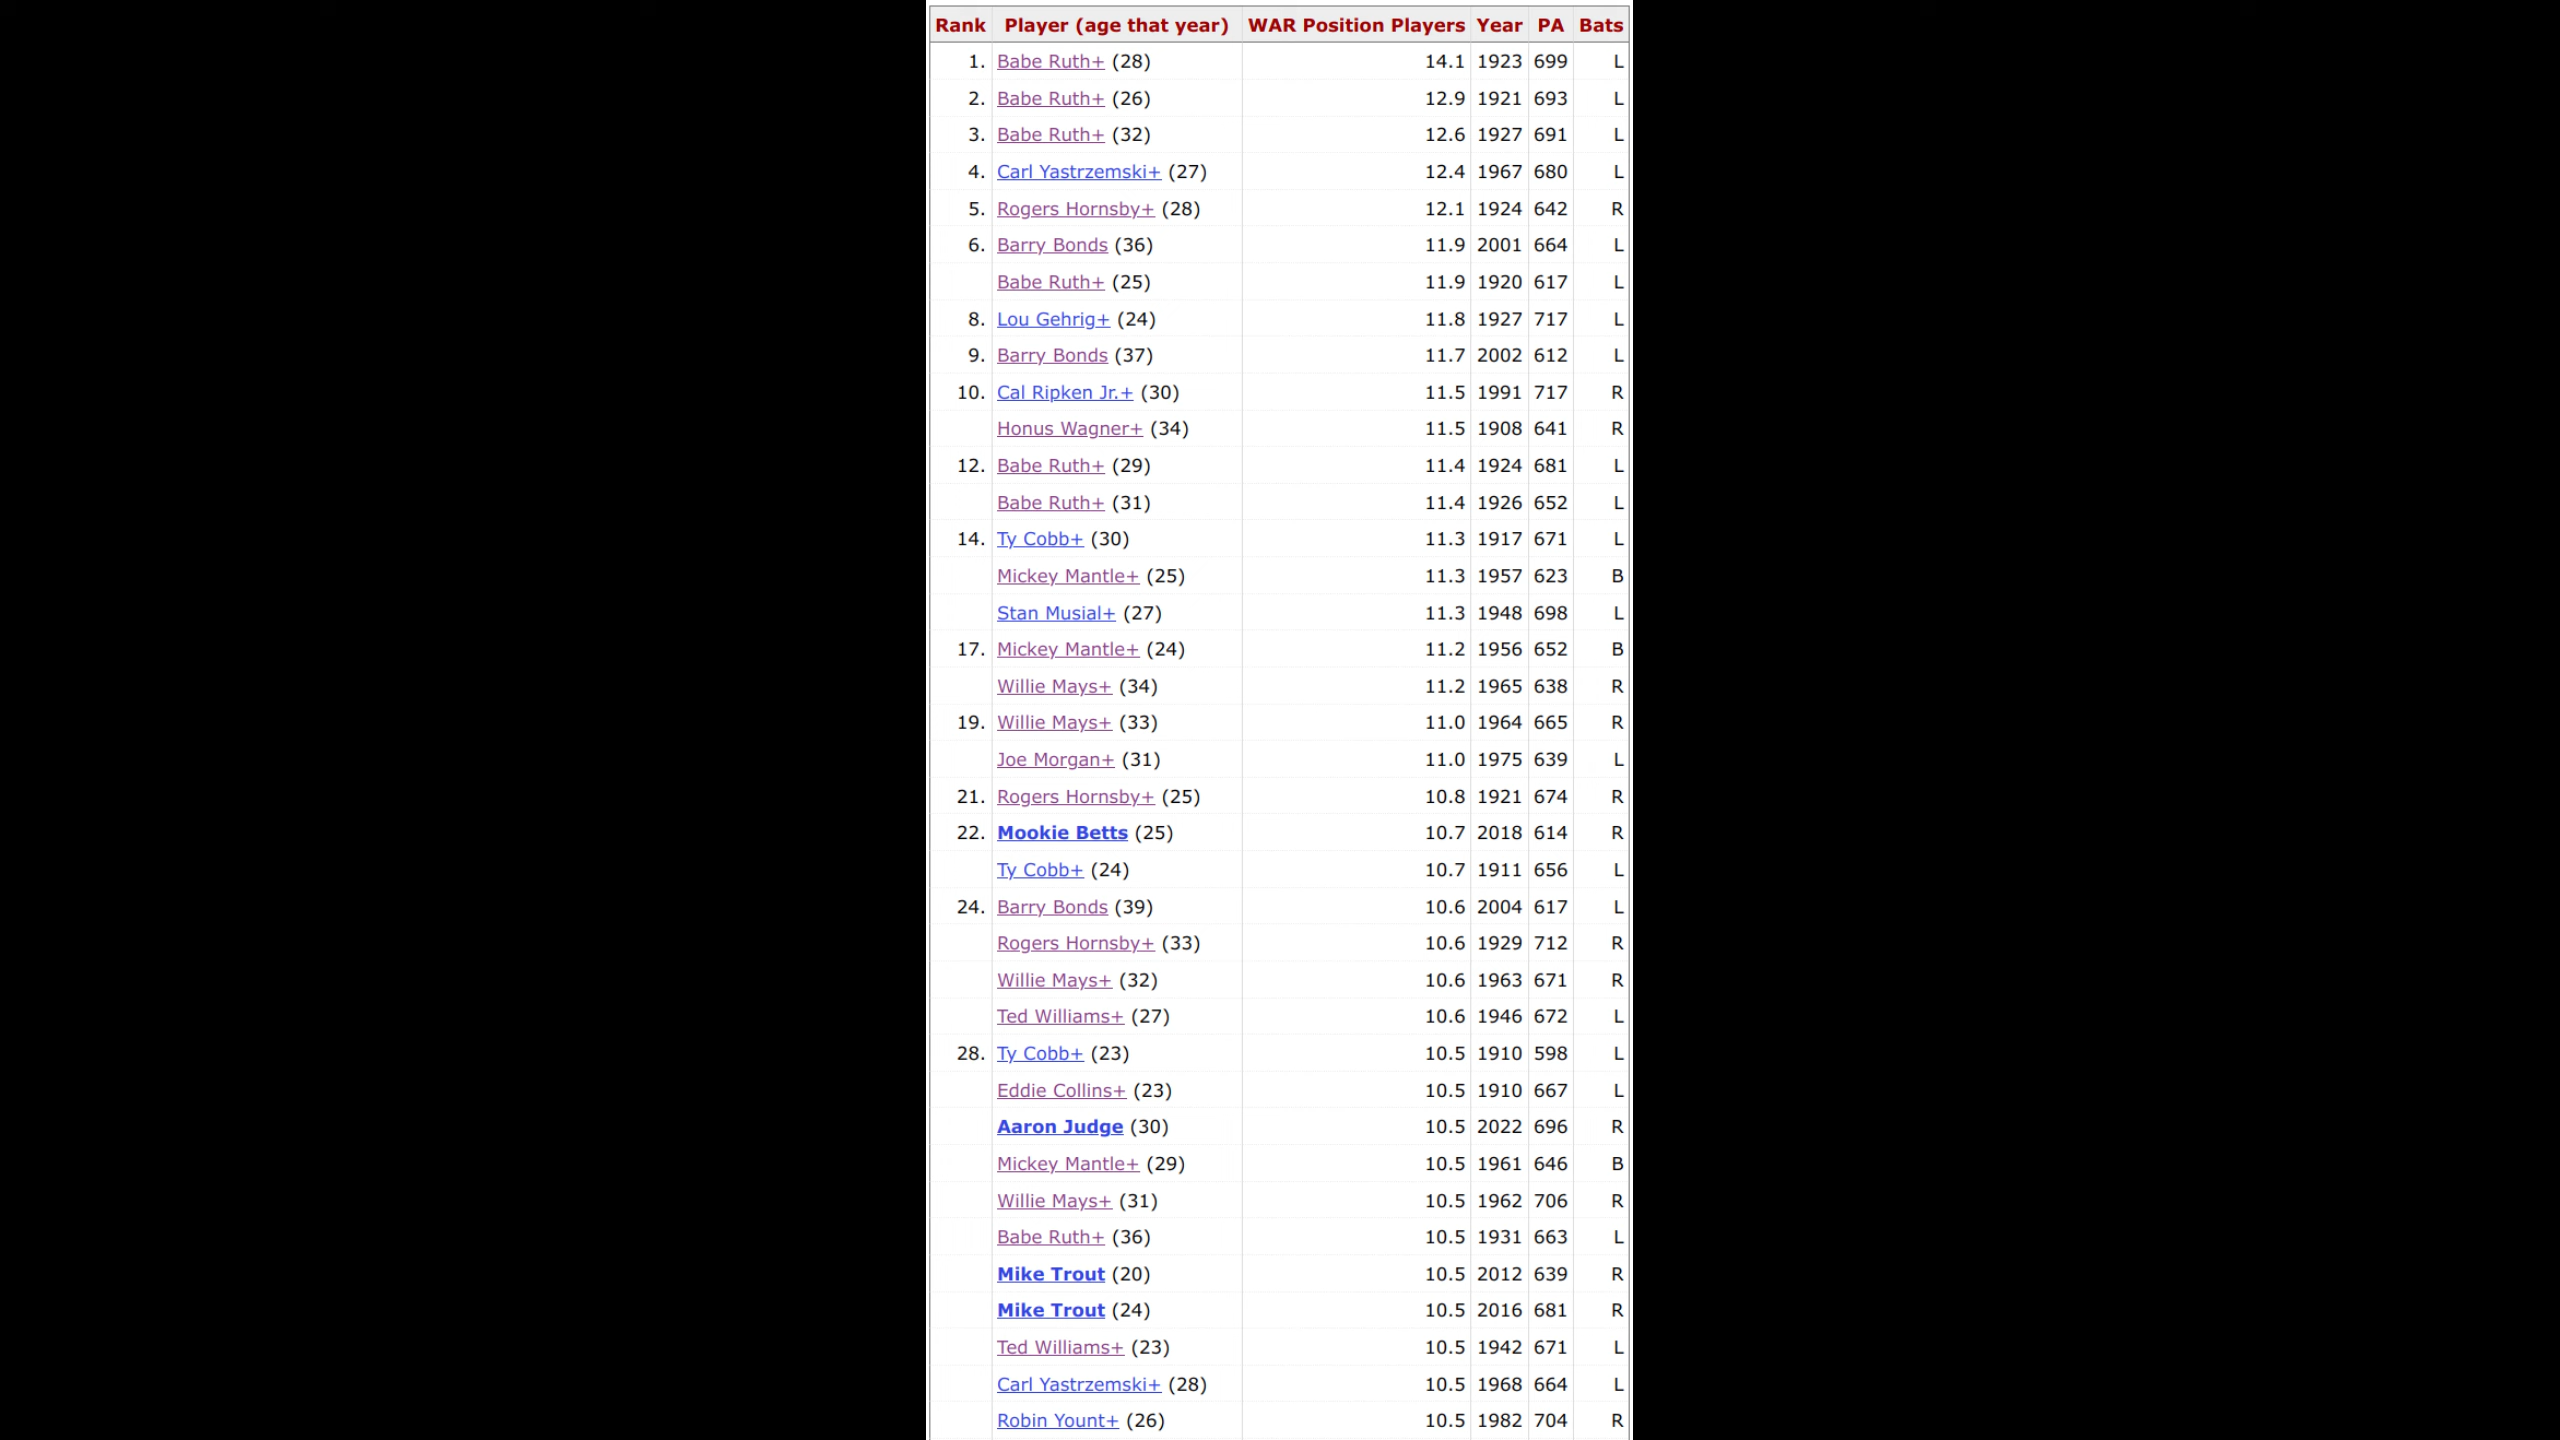 Rank Player (age that year) WAR Position Players Year PA Bats
1. Babe Ruth+ (28) 14.1 1923 699 L
2. Babe Ruth+ (26) 12.9 1921 693 L
3. Babe Ruth+ (32) 12.6 1927 691 L
4. Carl Yastrzemski+ (27) 12.4 1967 680 L
5. Rogers Hornsby+ (28) 12.1 1924 642 R
6. Barry Bonds (36) 11.9 2001 664 L
Babe Ruth+ (25) 11.9 1920 617 L
8. Lou Gehrig+ (24) 11.8 1927 717 L
9. Barry Bonds (37) 11.7 2002 612 L
10. Cal Ripken Jr.+ (30) 11.5 1991 717 R
Honus Wagner+ (34) 11.5 1908 641 R
12. Babe Ruth+ (29) 11.4 1924 681 L
Babe Ruth+ (31) 11.4 1926 652 L
14. Ty Cobb+ (30) 11.3 1917 671 L
Mickey Mantle+ (25) 11.3 1957 623 B
Stan Musial+ (27) 11.3 1948 698 L
17. Mickey Mantle+ (24) 11.2 1956 652 B
Willie Mays+ (34) 11.2 1965 638 R
19. Willie Mays+ (33) 11.0 1964 665 R
Joe Morgan+ (31) 11.0 1975 639 L
21. Rogers Hornsby+ (25) 10.8 1921 674 R
22. Mookie Betts (25) 10.7 2018 614 R
Ty Cobb+ (24) 10.7 1911 656 L
24. Barry Bonds (39) 10.6 2004 617 L
Rogers Hornsby+ (33) 10.6 1929 712 R
Willie Mays+ (32) 10.6 1963 671 R
Ted Williams+ (27) 10.6 1946 672 L
28. Ty Cobb+ (23) 10.5 1910 598 L
Eddie Collins+ (23) 10.5 1910 667 L
Aaron Judge (30) 10.5 2022 696 R
Mickey Mantle+ (29) 10.5 1961 646 B
Willie Mays+ (31) 10.5 1962 706 R
Babe Ruth+ (36) 10.5 1931 663 L
Mike Trout (20) 10.5 2012 639 R
Mike Trout (24) 10.5 2016 681 R
Ted Williams+ (23) 10.5 1942 671 L
Carl Yastrzemski+ (28) 10.5 1968 664 L
Robin Yount+ (26) 10.5 1982 704 R